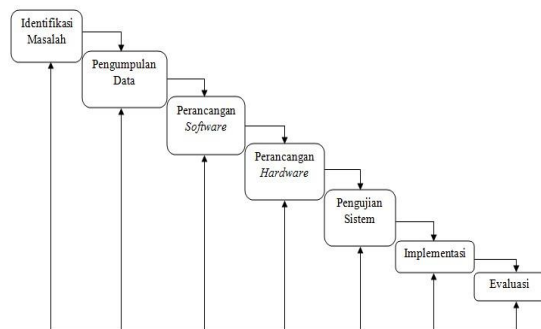 Identifikasi
Masalah
Pengumpulan
Data
Perancangan
Software
Perancangan
Hardware
Pengujian
Sistem
Implementasi
Evaluasi